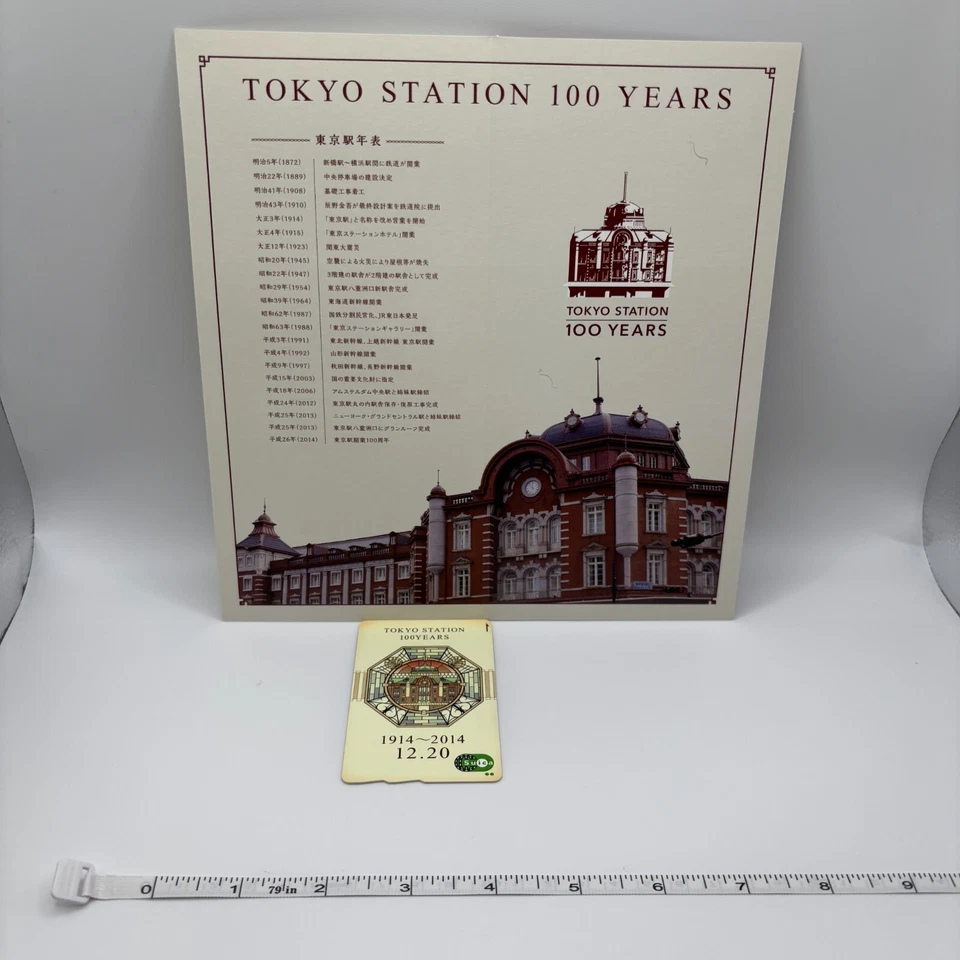 TOKYO STATION 100 YEARS
東京駅年表
明治5年(1872) 新橋駅〜横浜駅間に鉄道が開業
明治22年(1889) 中央停車場の建設決定
明治41年(1908) 基礎工事着工
明治43年(1910) 辰野金吾が最終設計案を鉄道院に提出
大正3年(1914) 「東京駅」と名称を改め営業を開始
大正4年(1915) 「東京ステーションホテル」開業
大正12年(1923) 関東大震災
昭和20年(1945) 空襲による火災により屋根等が焼失
昭和22年(1947) 3階建の駅舎が2階建の駅舎として完成
昭和29年(1954) 東京駅八重洲口新駅舎完成
昭和39年(1964) 東海道新幹線開業
昭和62年(1987) 国鉄分割民営化、JR東日本発足
昭和63年(1988) 「東京ステーションギャラリー」開業
平成3年(1991) 東北新幹線、上越新幹線 東京駅開業
平成4年(1992) 山形新幹線開業
平成9年(1997) 秋田新幹線、長野新幹線開業
平成15年(2003) 国の重要文化財に指定
平成18年(2006) アムステルダム中央駅と姉妹駅締結
平成24年(2012) 東京駅丸の内駅舎保存・復原工事完成
平成25年(2013) ニューヨーク・グランドセントラル駅と姉妹駅締結
平成25年(2013) 東京駅八重洲口にグランルーフ完成
平成26年(2014) 東京駅開業100周年
TOKYO STATION
100 YEARS
TOKYO STATION
100YEARS
1914〜2014
12.20
Suica
0 1 79 in 2 3 4 5 6 7 8 9